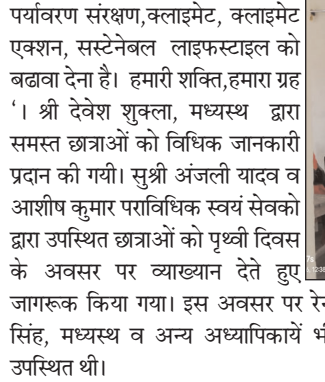 पर्यावरण संरक्षण,क्लाइमेट, क्लाइमेट
एक्शन, सस्टेनेबल लाइफस्टाइल को
बढावा देना है। हमारी शक्ति,हमारा ग्रह
‘। श्री देवेश शुक्ला, मध्यस्थ द्वारा
समस्त छात्राओं को विधिक जानकारी
प्रदान की गयी। सुश्री अंजली यादव व
आशीष कुमार पराविधिक स्वयं सेवको
द्वारा उपस्थित छात्राओं को पृथ्वी दिवस
के अवसर पर व्याख्यान देते हुए
जागरूक किया गया। इस अवसर पर
सिंह, मध्यस्थ व अन्य अध्यापिकायें
उपस्थित थी।